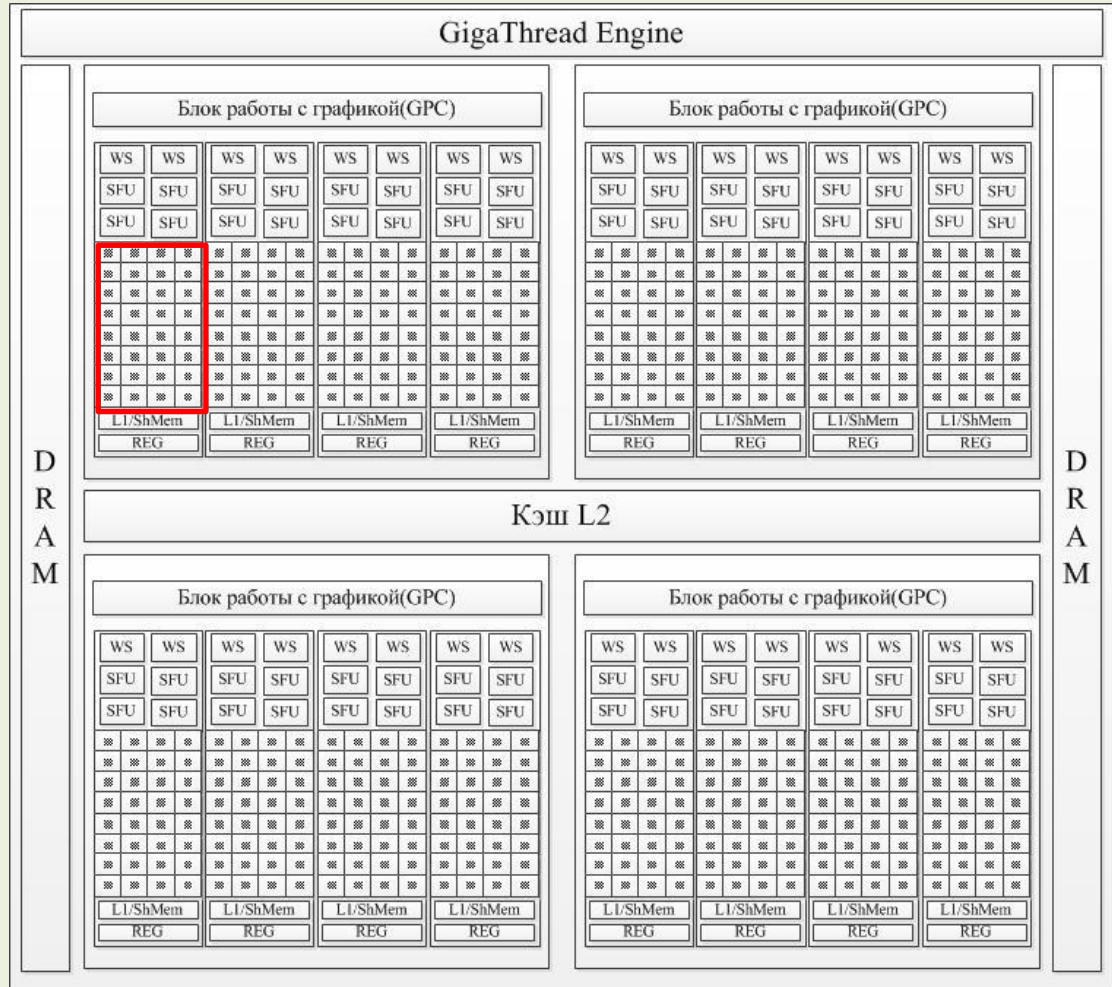 GigaThread Engine
D
R
A
M
Блок работы с графикой(GPC)
WS WS WS WS WS WS WS WS
SFU SFU SFU SFU SFU SFU SFU SFU
SFU SFU SFU SFU SFU SFU SFU SFU
L1/ShMem L1/ShMem L1/ShMem L1/ShMem
REG REG REG REG
Блок работы с графикой(GPC)
WS WS WS WS WS WS WS WS
SFU SFU SFU SFU SFU SFU SFU SFU
SFU SFU SFU SFU SFU SFU SFU SFU
L1/ShMem L1/ShMem L1/ShMem L1/ShMem
REG REG REG REG
D
R
A
M
Кэш L2
Блок работы с графикой(GPC)
WS WS WS WS WS WS WS WS
SFU SFU SFU SFU SFU SFU SFU SFU
SFU SFU SFU SFU SFU SFU SFU SFU
L1/ShMem L1/ShMem L1/ShMem L1/ShMem
REG REG REG REG
Блок работы с графикой(GPC)
WS WS WS WS WS WS WS WS
SFU SFU SFU SFU SFU SFU SFU SFU
SFU SFU SFU SFU SFU SFU SFU SFU
L1/ShMem L1/ShMem L1/ShMem L1/ShMem
REG REG REG REG